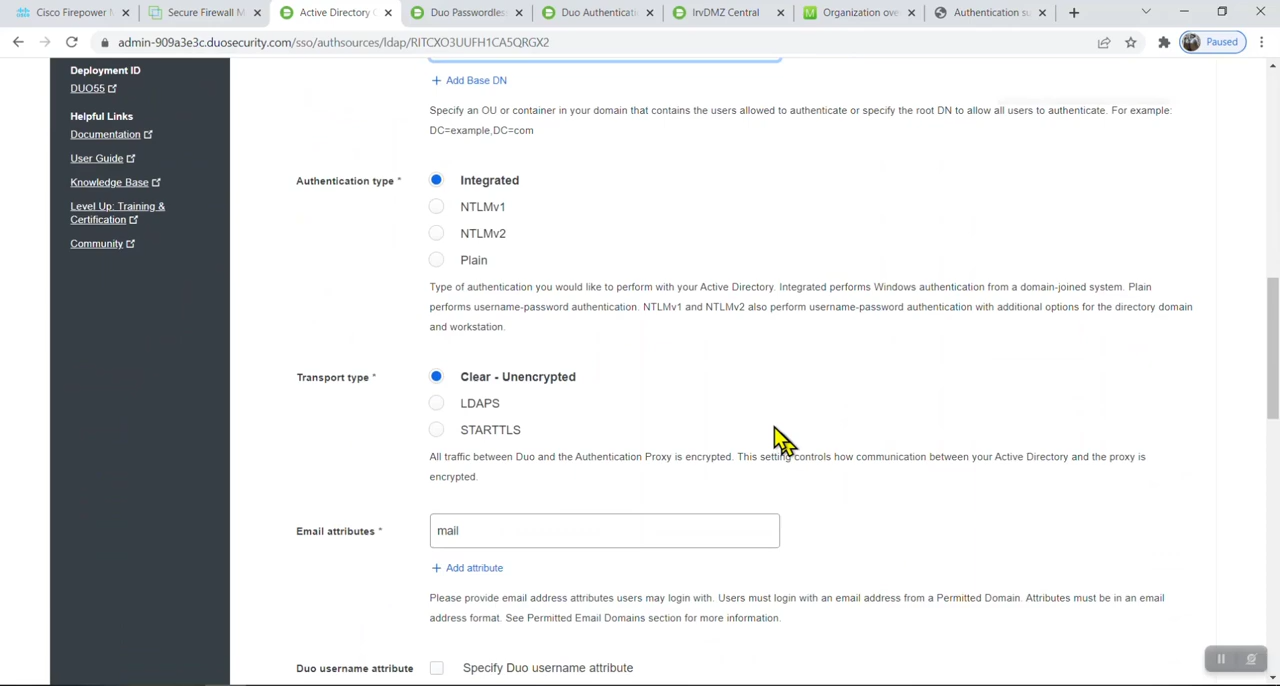 Cisco Firepower M
Secure Firewall M
Active Directory C
Duo Passwordles
Duo Authenticati
IrvDMZ Central
Organization ove
Authentication su
admin-909a3e3c.duosecurity.com/sso/authsources/ldap/RITCXO3UUFH1CA5QRGX2
Paused
Deployment ID
DUO55
Helpful Links
Documentation
User Guide
Knowledge Base
Level Up: Training &
Certification
Community
+ Add Base DN
Specify an OU or container in your domain that contains the users allowed to authenticate or specify the root DN to allow all users to authenticate. For example:
DC=example,DC=com
Authentication type *
Integrated
NTLMv1
NTLMv2
Plain
Type of authentication you would like to perform with your Active Directory. Integrated performs Windows authentication from a domain-joined system. Plain
performs username-password authentication. NTLMv1 and NTLMv2 also perform username-password authentication with additional options for the directory domain
and workstation.
Transport type *
Clear - Unencrypted
LDAPS
STARTTLS
All traffic between Duo and the Authentication Proxy is encrypted. This setting controls how communication between your Active Directory and the proxy is
encrypted.
Email attributes *
mail
+ Add attribute
Please provide email address attributes users may login with. Users must login with an email address from a Permitted Domain. Attributes must be in an email
address format. See Permitted Email Domains section for more information.
Duo username attribute
Specify Duo username attribute